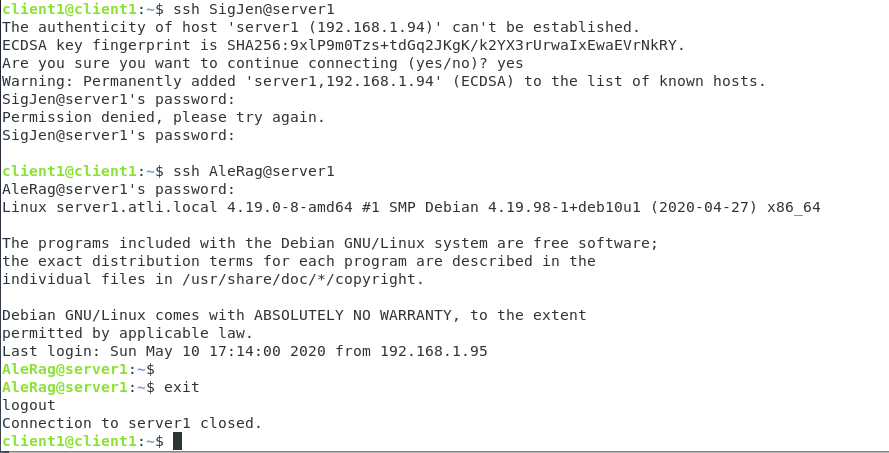 client1@client1:~$ ssh SigJen@server1
The authenticity of host 'server1 (192.168.1.94)' can't be established.
ECDSA key fingerprint is SHA256:9xlP9m0Tzs+tdGq2JKgK/k2YX3rUrwaIxEwaEVrNkRY.
Are you sure you want to continue connecting (yes/no)? yes
Warning: Permanently added 'server1,192.168.1.94' (ECDSA) to the list of known hosts.
SigJen@server1's password:
Permission denied, please try again.
SigJen@server1's password:
client1@client1:~$ ssh AleRag@server1
AleRag@server1's password:
Linux server1.atli.local 4.19.0-8-amd64 #1 SMP Debian 4.19.98-1+deb10u1 (2020-04-27) x86_64
The programs included with the Debian GNU/Linux system are free software;
the exact distribution terms for each program are described in the
individual files in /usr/share/doc/*/copyright.
Debian GNU/Linux comes with ABSOLUTELY NO WARRANTY, to the extent
permitted by applicable law.
Last login: Sun May 10 17:14:00 2020 from 192.168.1.95
AleRag@server1:~$
AleRag@server1:~$ exit
logout
Connection to server1 closed.
client1@client1:~$